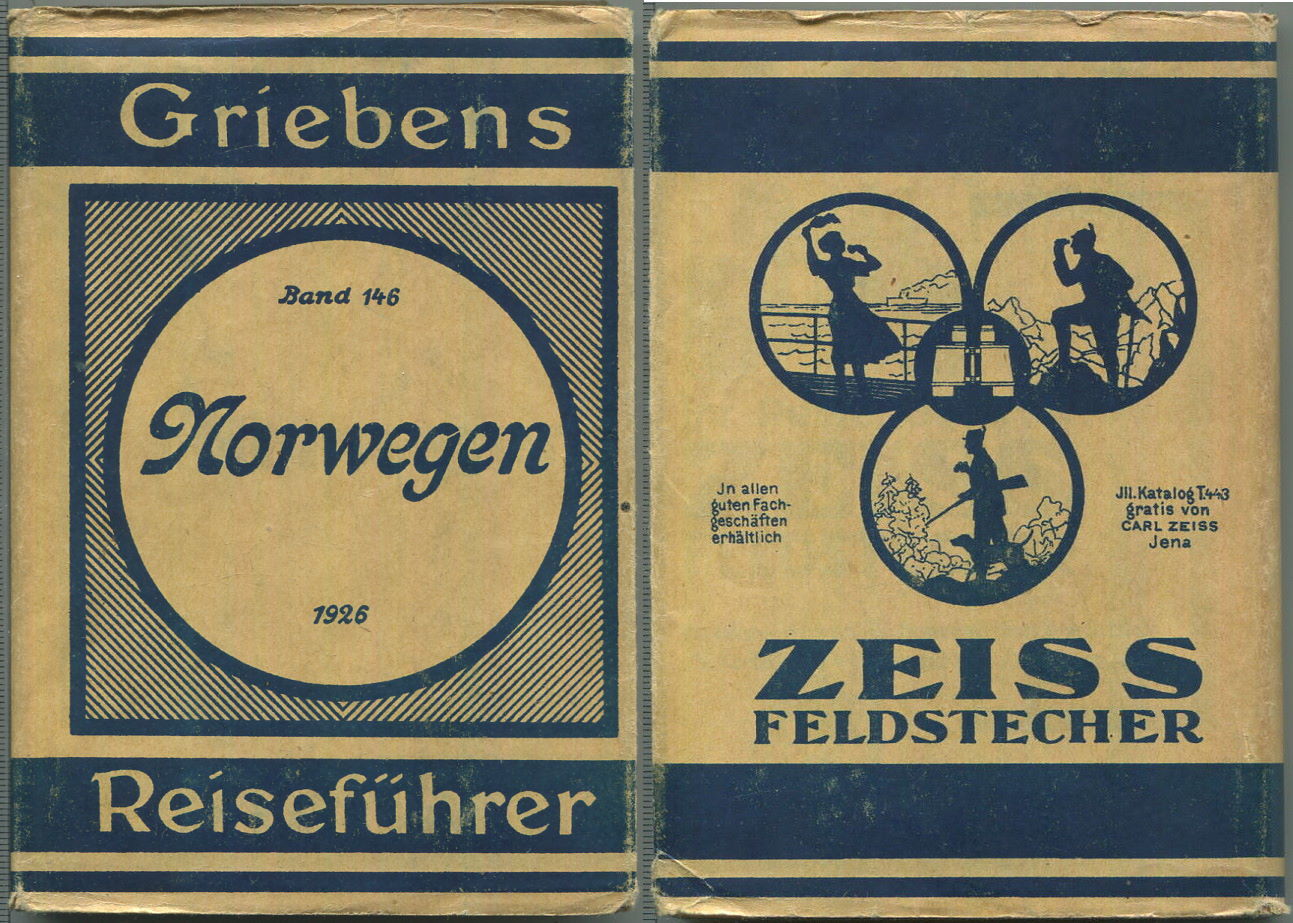 Griebens
Band 146
Norwegen
1926
Reiseführer
Jn allen
guten Fach-
geschäften
erhältlich
Jll. Katalog T.443
gratis von
CARL ZEISS
Jena
ZEISS
FELDSTECHER